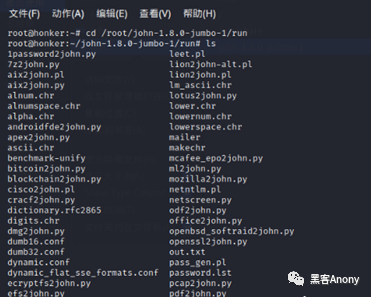 文件(F) 动作(A) 编辑(E) 查看(V) 帮助(H)
root@honker:~# cd /root/john-1.8.0-jumbo-1/run
root@honker:~/john-1.8.0-jumbo-1/run# ls
1password2john.py leet.pl
7z2john.py lion2john-alt.pl
aix2john.pl lion2john.pl
aix2john.py lm_ascii.chr
alnum.chr lotus2john.py
alnumspace.chr lower.chr
alpha.chr lowernum.chr
androidfde2john.py lowerspace.chr
apex2john.py mailer
ascii.chr makechr
benchmark-unify mcafee_epo2john.py
bitcoin2john.py ml2john.py
blockchain2john.py mozilla2john.py
cisco2john.pl netntlm.pl
cracf2john.py netscreen.py
dictionary.rfc2865 odf2john.py
digits.chr office2john.py
dmg2john.py openbsd_softraid2john.py
dumb16.conf openssl2john.py
dumb32.conf out.txt
dynamic.conf pass_gen.pl
dynamic_flat_sse_formats.conf password.lst
ecryptfs2john.py pcap2john.py
efs2john.py pdf2john.py
黑客Anony